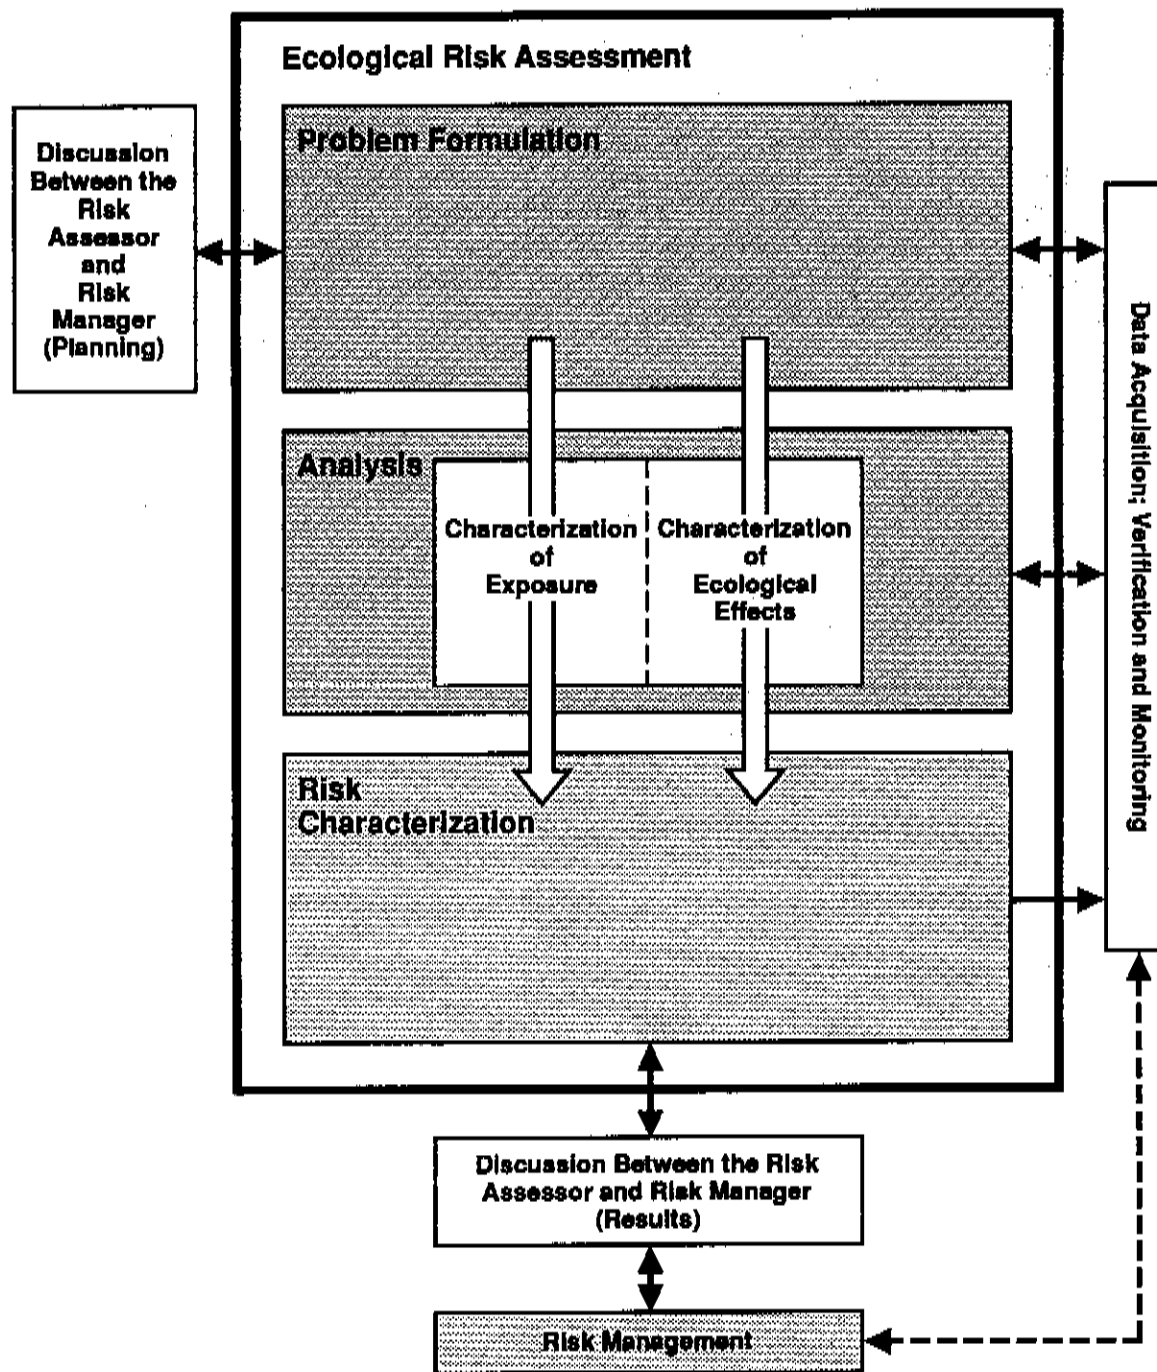 Ecological Risk Assessment
Discussion
Between the
Risk
Assessor
and
Risk
Manager
(Planning)
Problem Formulation
Analysis
Characterization
of
Exposure
Characterization
of
Ecological
Effects
Risk
Characterization
Data Acquisition; Verification and Monitoring
Discussion Between the Risk
Assessor and Risk Manager
(Results)
Risk Management